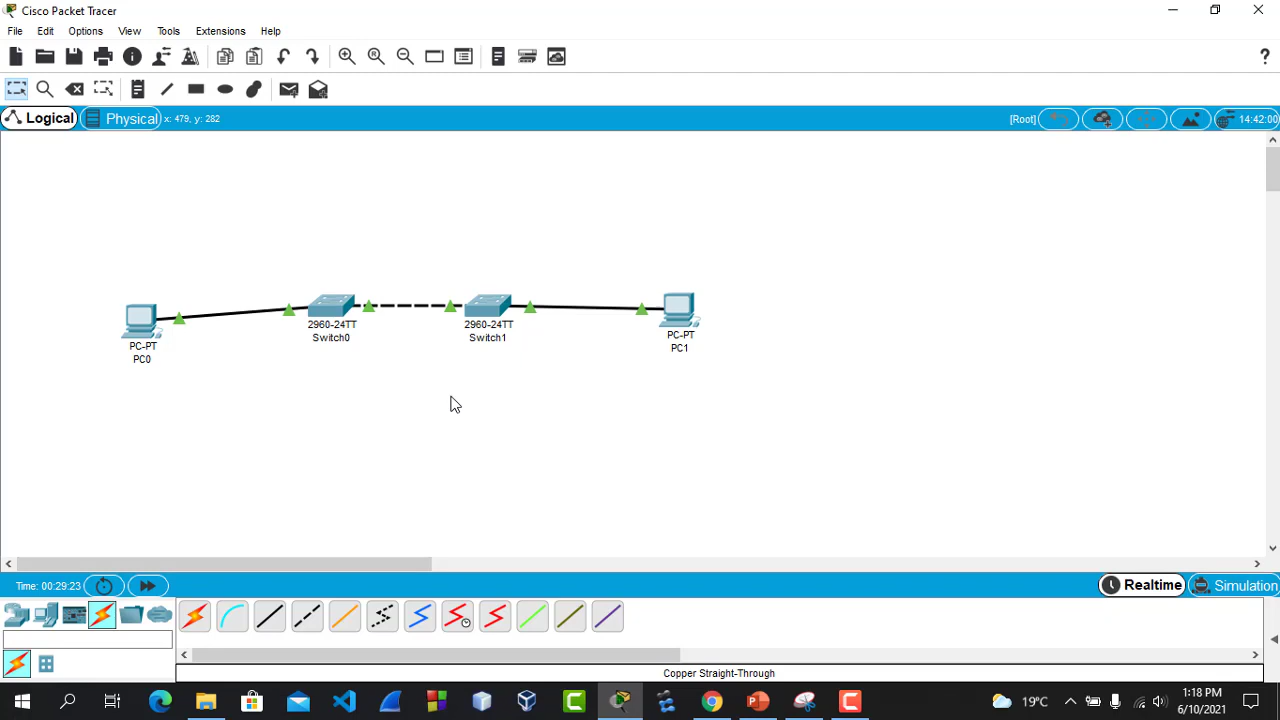 Cisco Packet Tracer
File Edit Options View Tools Extensions Help
Logical Physical x: 479, y: 282 [Root] 14:42:00
PC-PT
PC0
2960-24TT
Switch0
2960-24TT
Switch1
PC-PT
PC1
Time: 00:29:23 Realtime Simulation
Copper Straight-Through
19°C 1:18 PM
6/10/2021